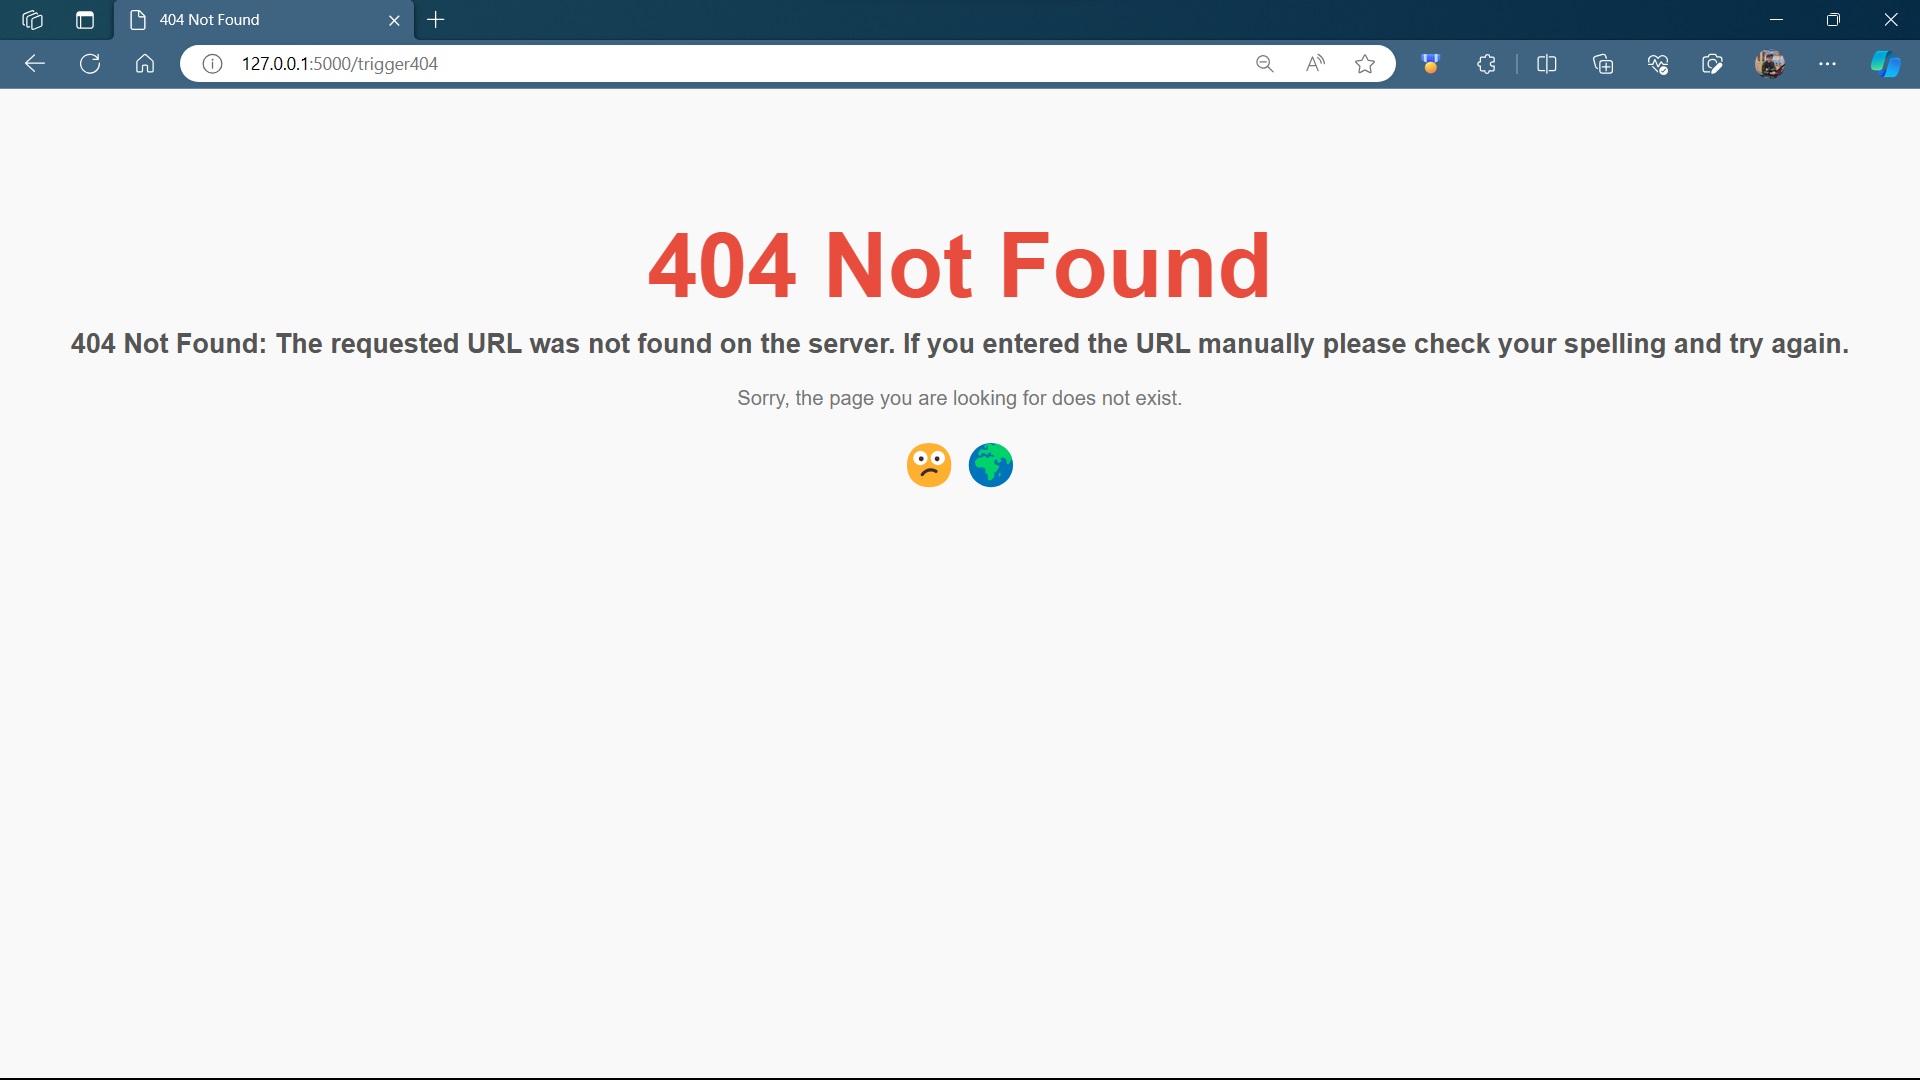 404 Not Found
127.0.0.1:5000/trigger404
404 Not Found
404 Not Found: The requested URL was not found on the server. If you entered the URL manually please check your spelling and try again.
Sorry, the page you are looking for does not exist.